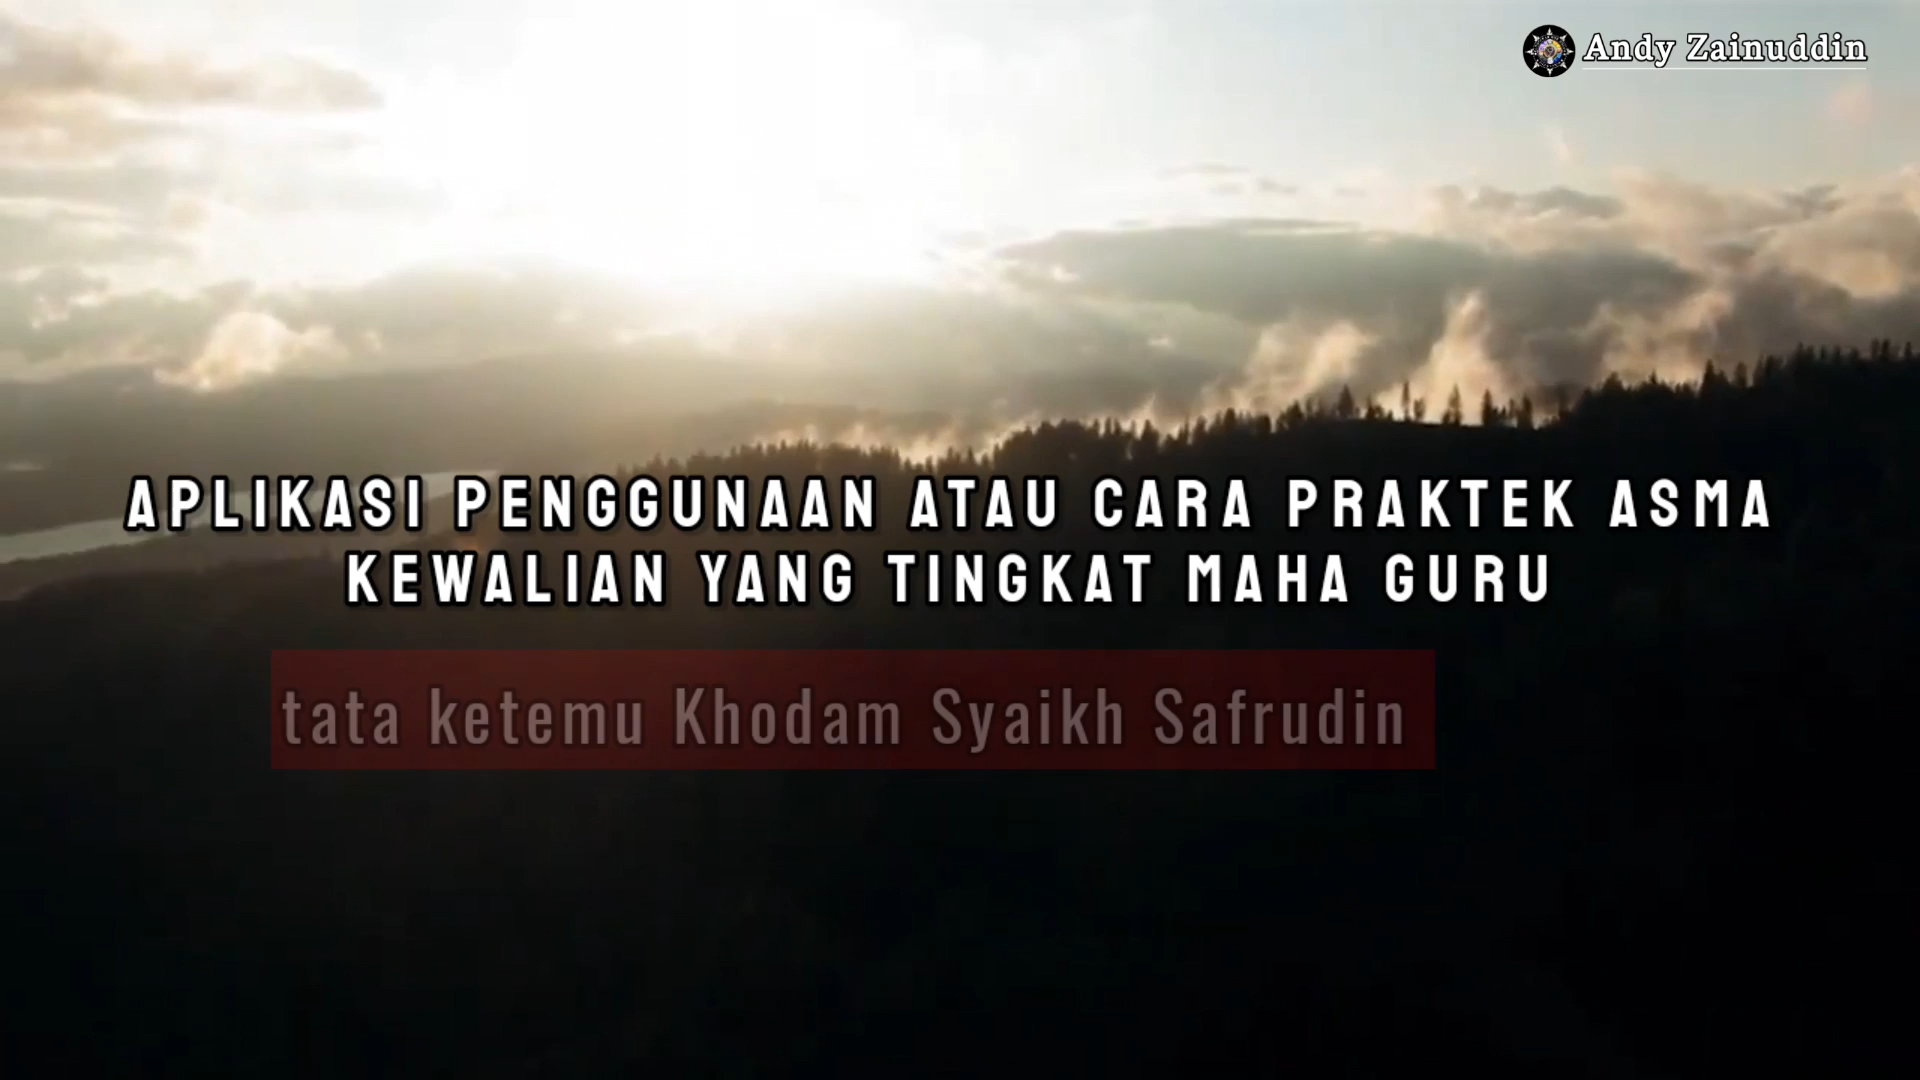 Andy Zainuddin
APLIKASI PENGGUNAAN ATAU CARA PRAKTEK ASMA
KEWALIAN YANG TINGKAT MAHA GURU
tata ketemu Khodam Syaikh Safrudin